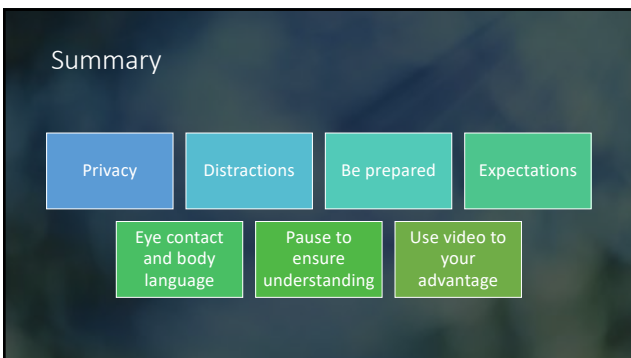 Summary
Privacy
Distractions
Be prepared
Expectations
Eye contact
and body
language
Pause to
ensure
understanding
Use video to
your
advantage